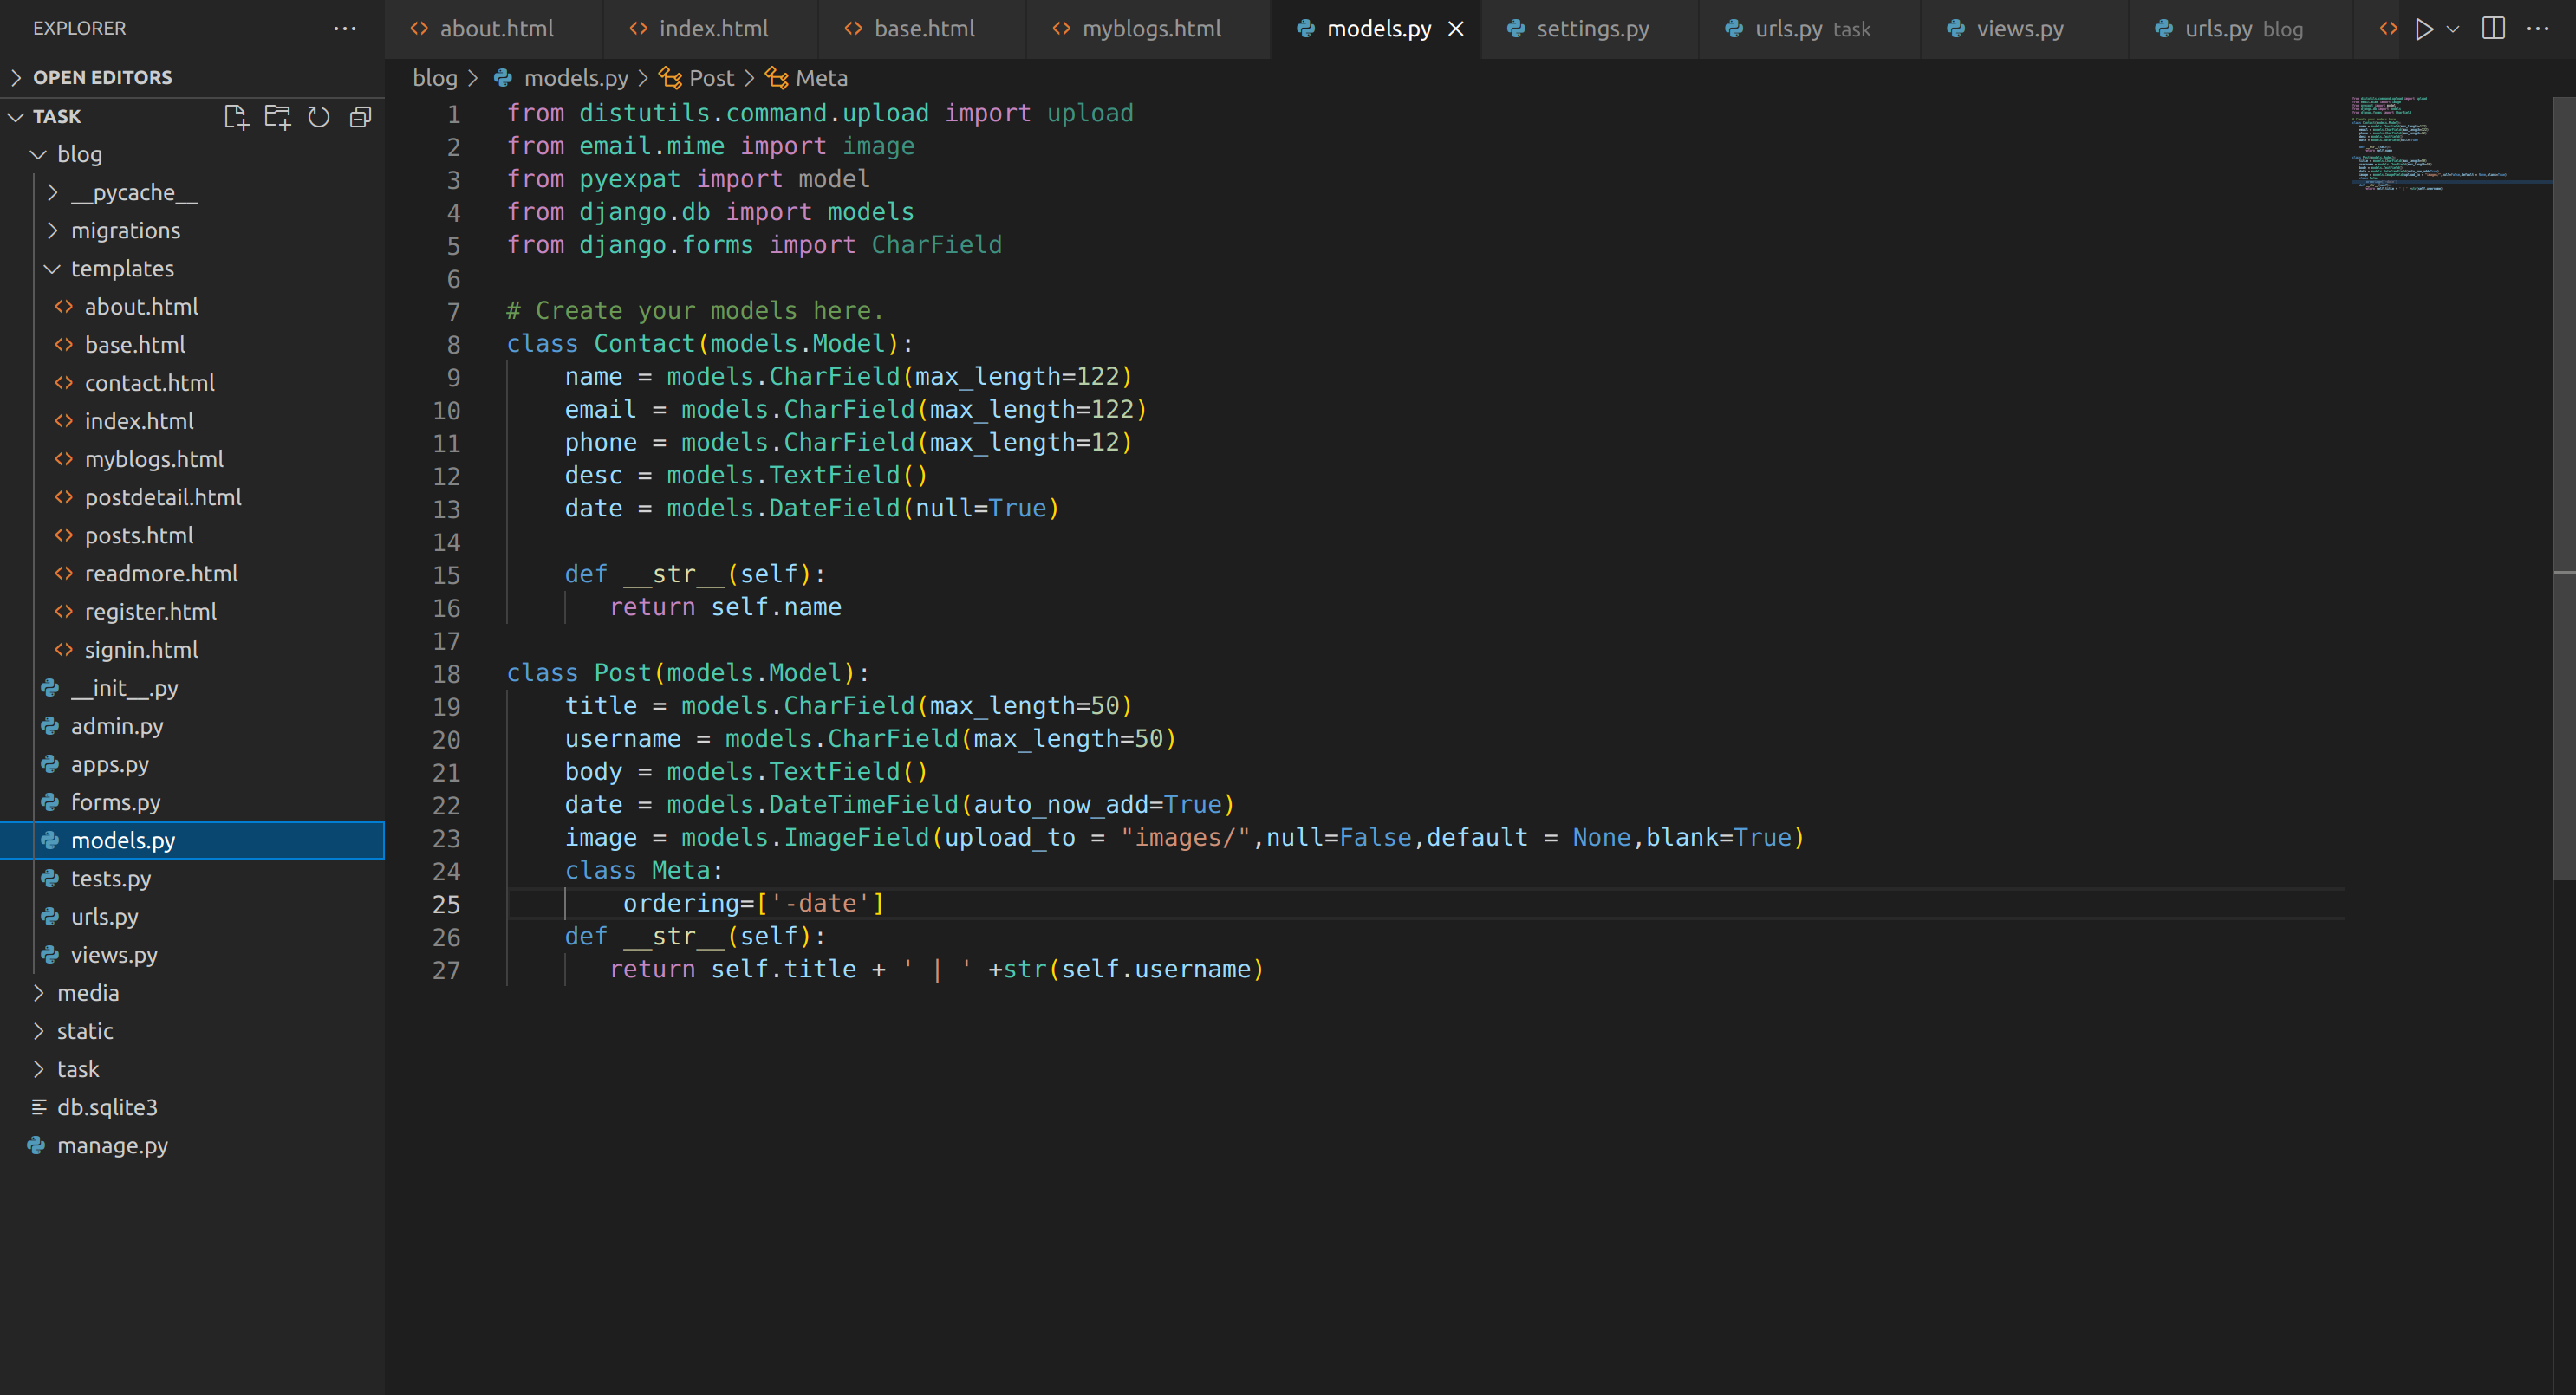 EXPLORER
OPEN EDITORS
TASK
blog
__pycache__
migrations
templates
about.html
base.html
contact.html
index.html
myblogs.html
postdetail.html
posts.html
readmore.html
register.html
signin.html
__init__.py
admin.py
apps.py
forms.py
models.py
tests.py
urls.py
views.py
media
static
task
db.sqlite3
manage.py
about.html index.html base.html myblogs.html models.py settings.py urls.py task views.py urls.py blog
blog > models.py > Post > Meta
1 from distutils.command.upload import upload
2 from email.mime import image
3 from pyexpat import model
4 from django.db import models
5 from django.forms import CharField
6
7 # Create your models here.
8 class Contact(models.Model):
9     name = models.CharField(max_length=122)
10     email = models.CharField(max_length=122)
11     phone = models.CharField(max_length=12)
12     desc = models.TextField()
13     date = models.DateField(null=True)
14
15     def __str__(self):
16        return self.name
17
18 class Post(models.Model):
19     title = models.CharField(max_length=50)
20     username = models.CharField(max_length=50)
21     body = models.TextField()
22     date = models.DateTimeField(auto_now_add=True)
23     image = models.ImageField(upload_to = "images/",null=False,default = None,blank=True)
24     class Meta:
25         ordering=['-date']
26     def __str__(self):
27        return self.title + ' | ' +str(self.username)